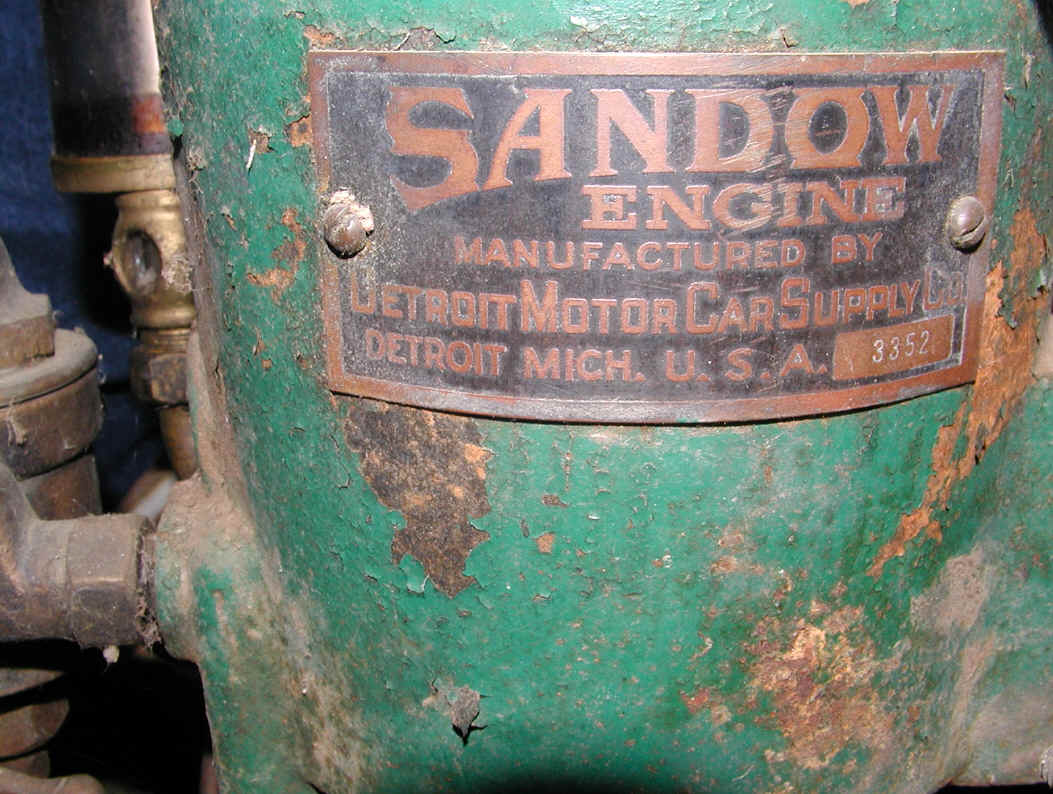 SANDOW
ENGINE
MANUFACTURED BY
DETROIT MOTOR CAR SUPPLY CO.
DETROIT MICH. U. S. A. 3352